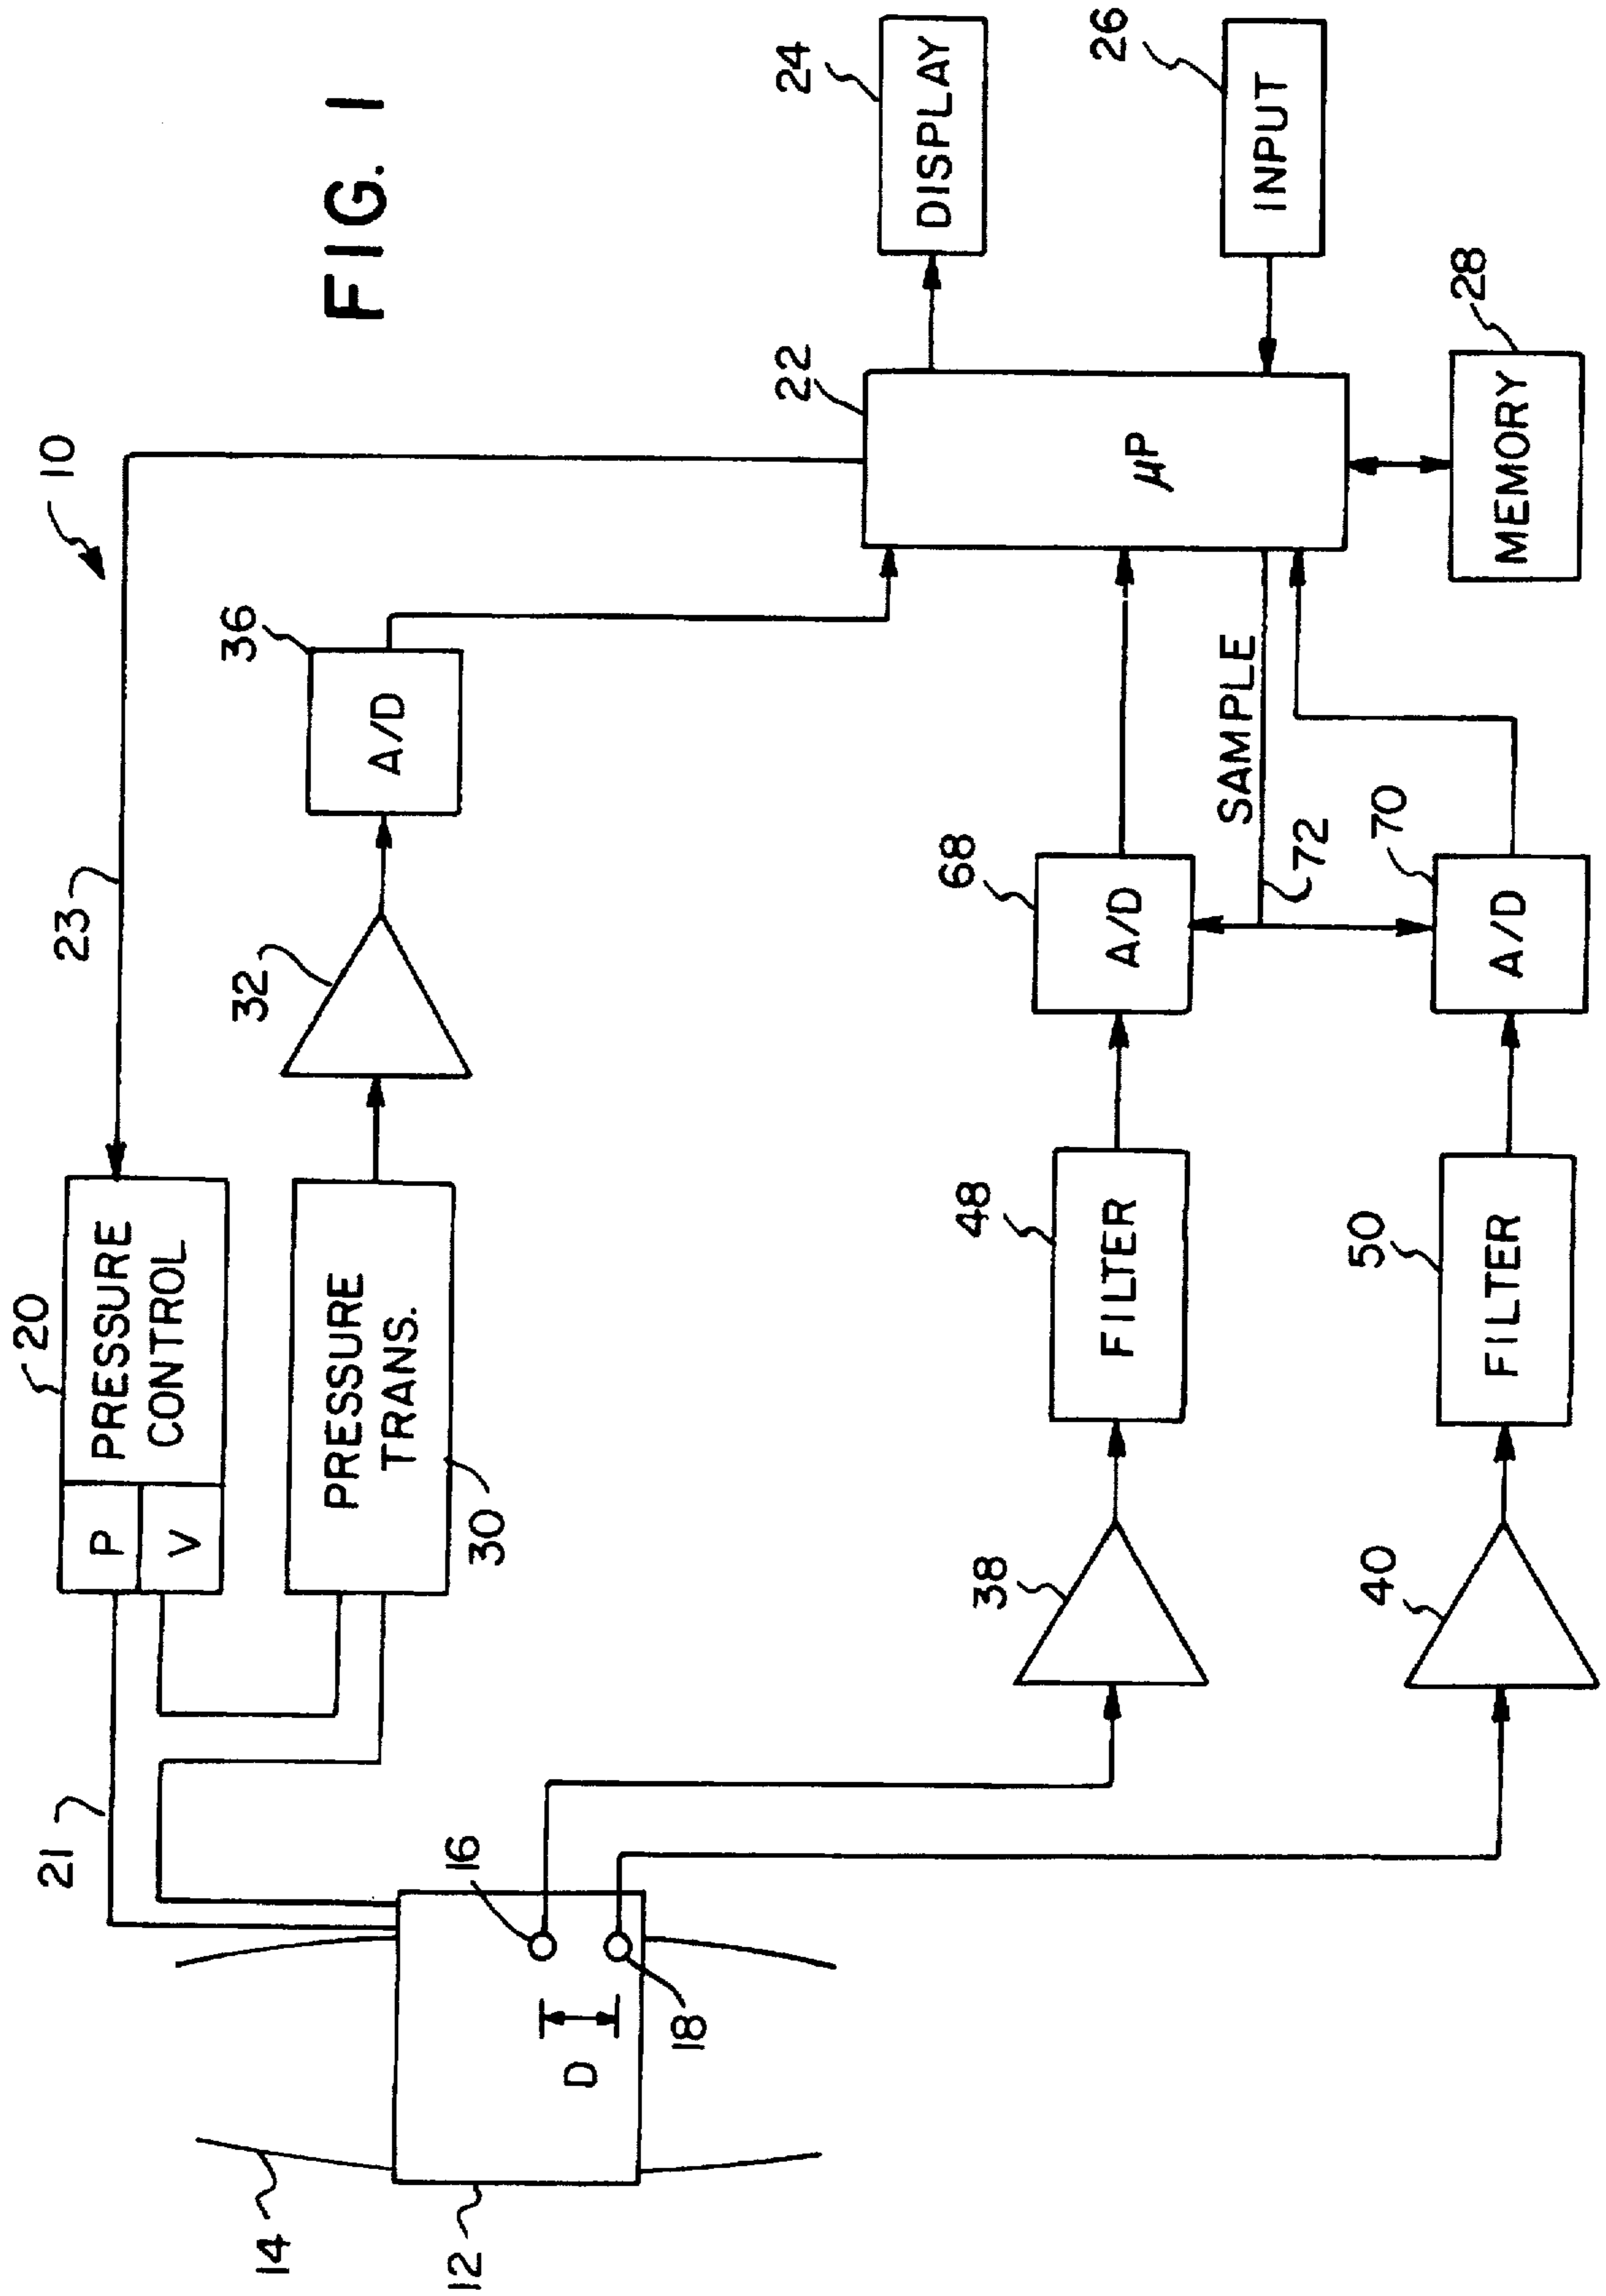 FIG. 1
10
20
PRESSURE
CONTROL
P
V
21
23
PRESSURE
TRANS.
30
32
36
A/D
22
μP
24
DISPLAY
26
INPUT
28
MEMORY
14
12
16
18
D
38
48
FILTER
68
A/D
SAMPLE
72
40
50
FILTER
70
A/D